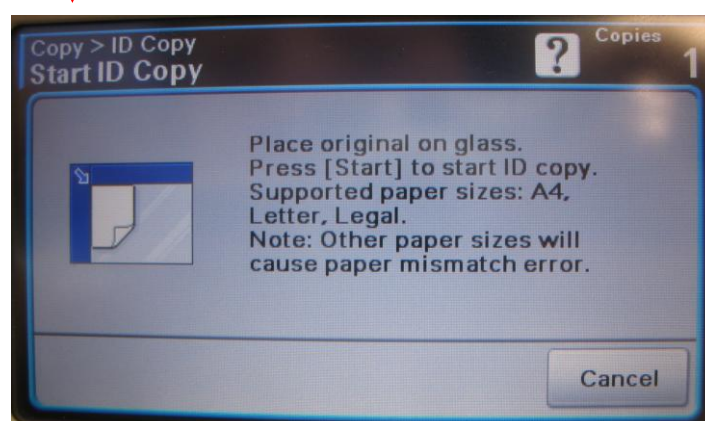 Copy > ID Copy
Start ID Copy
?
Copies
1
Place original on glass.
Press [Start] to start ID copy.
Supported paper sizes: A4,
Letter, Legal.
Note: Other paper sizes will
cause paper mismatch error.
Cancel